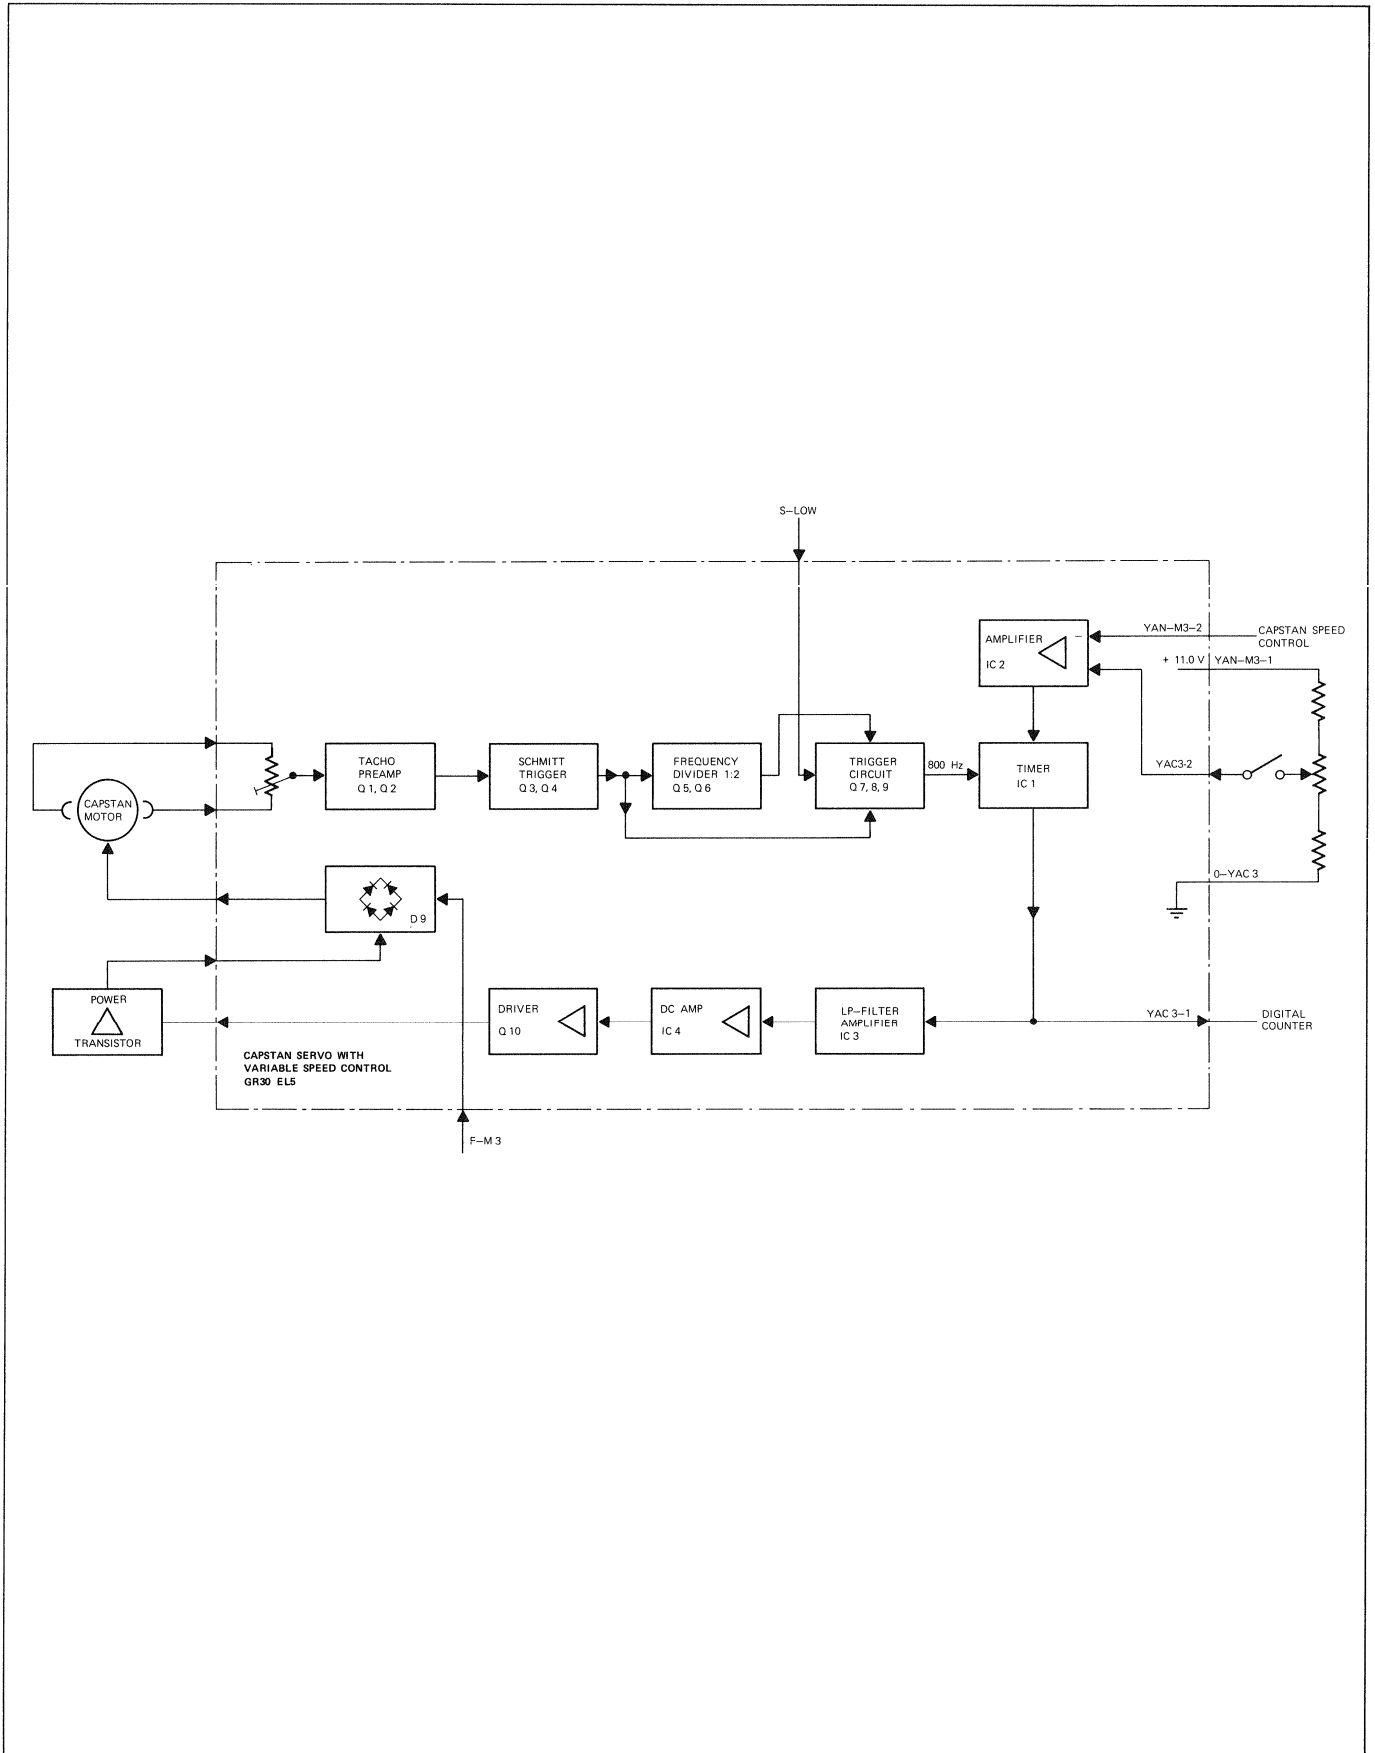 S–LOW
AMPLIFIER –
IC 2
YAN–M3–2
CAPSTAN SPEED
CONTROL
+ 11.0 V
YAN–M3–1
TACHO
PREAMP
Q 1, Q 2
SCHMITT
TRIGGER
Q 3, Q 4
FREQUENCY
DIVIDER 1:2
Q 5, Q 6
TRIGGER
CIRCUIT
Q 7, 8, 9
800 Hz
TIMER
IC 1
YAC3-2
CAPSTAN
MOTOR
D 9
0–YAC 3
POWER
TRANSISTOR
DRIVER
Q 10
DC AMP
IC 4
LP–FILTER
AMPLIFIER
IC 3
YAC 3–1
DIGITAL
COUNTER
CAPSTAN SERVO WITH
VARIABLE SPEED CONTROL
GR30 EL5
F–M 3